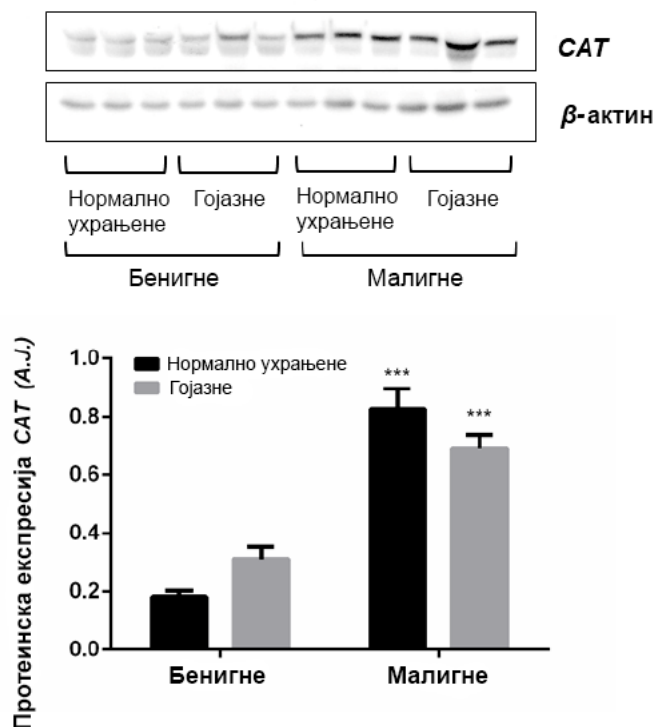 CAT
β-актин
Нормално
ухрањене
Гојазне
Нормално
ухрањене
Гојазне
Бенигне
Малигне
Протеинска експресија CAT (A.J.)
1.0
0.8
0.6
0.4
0.2
0.0
Нормално ухрањене
Гојазне
***
***
Бенигне
Малигне